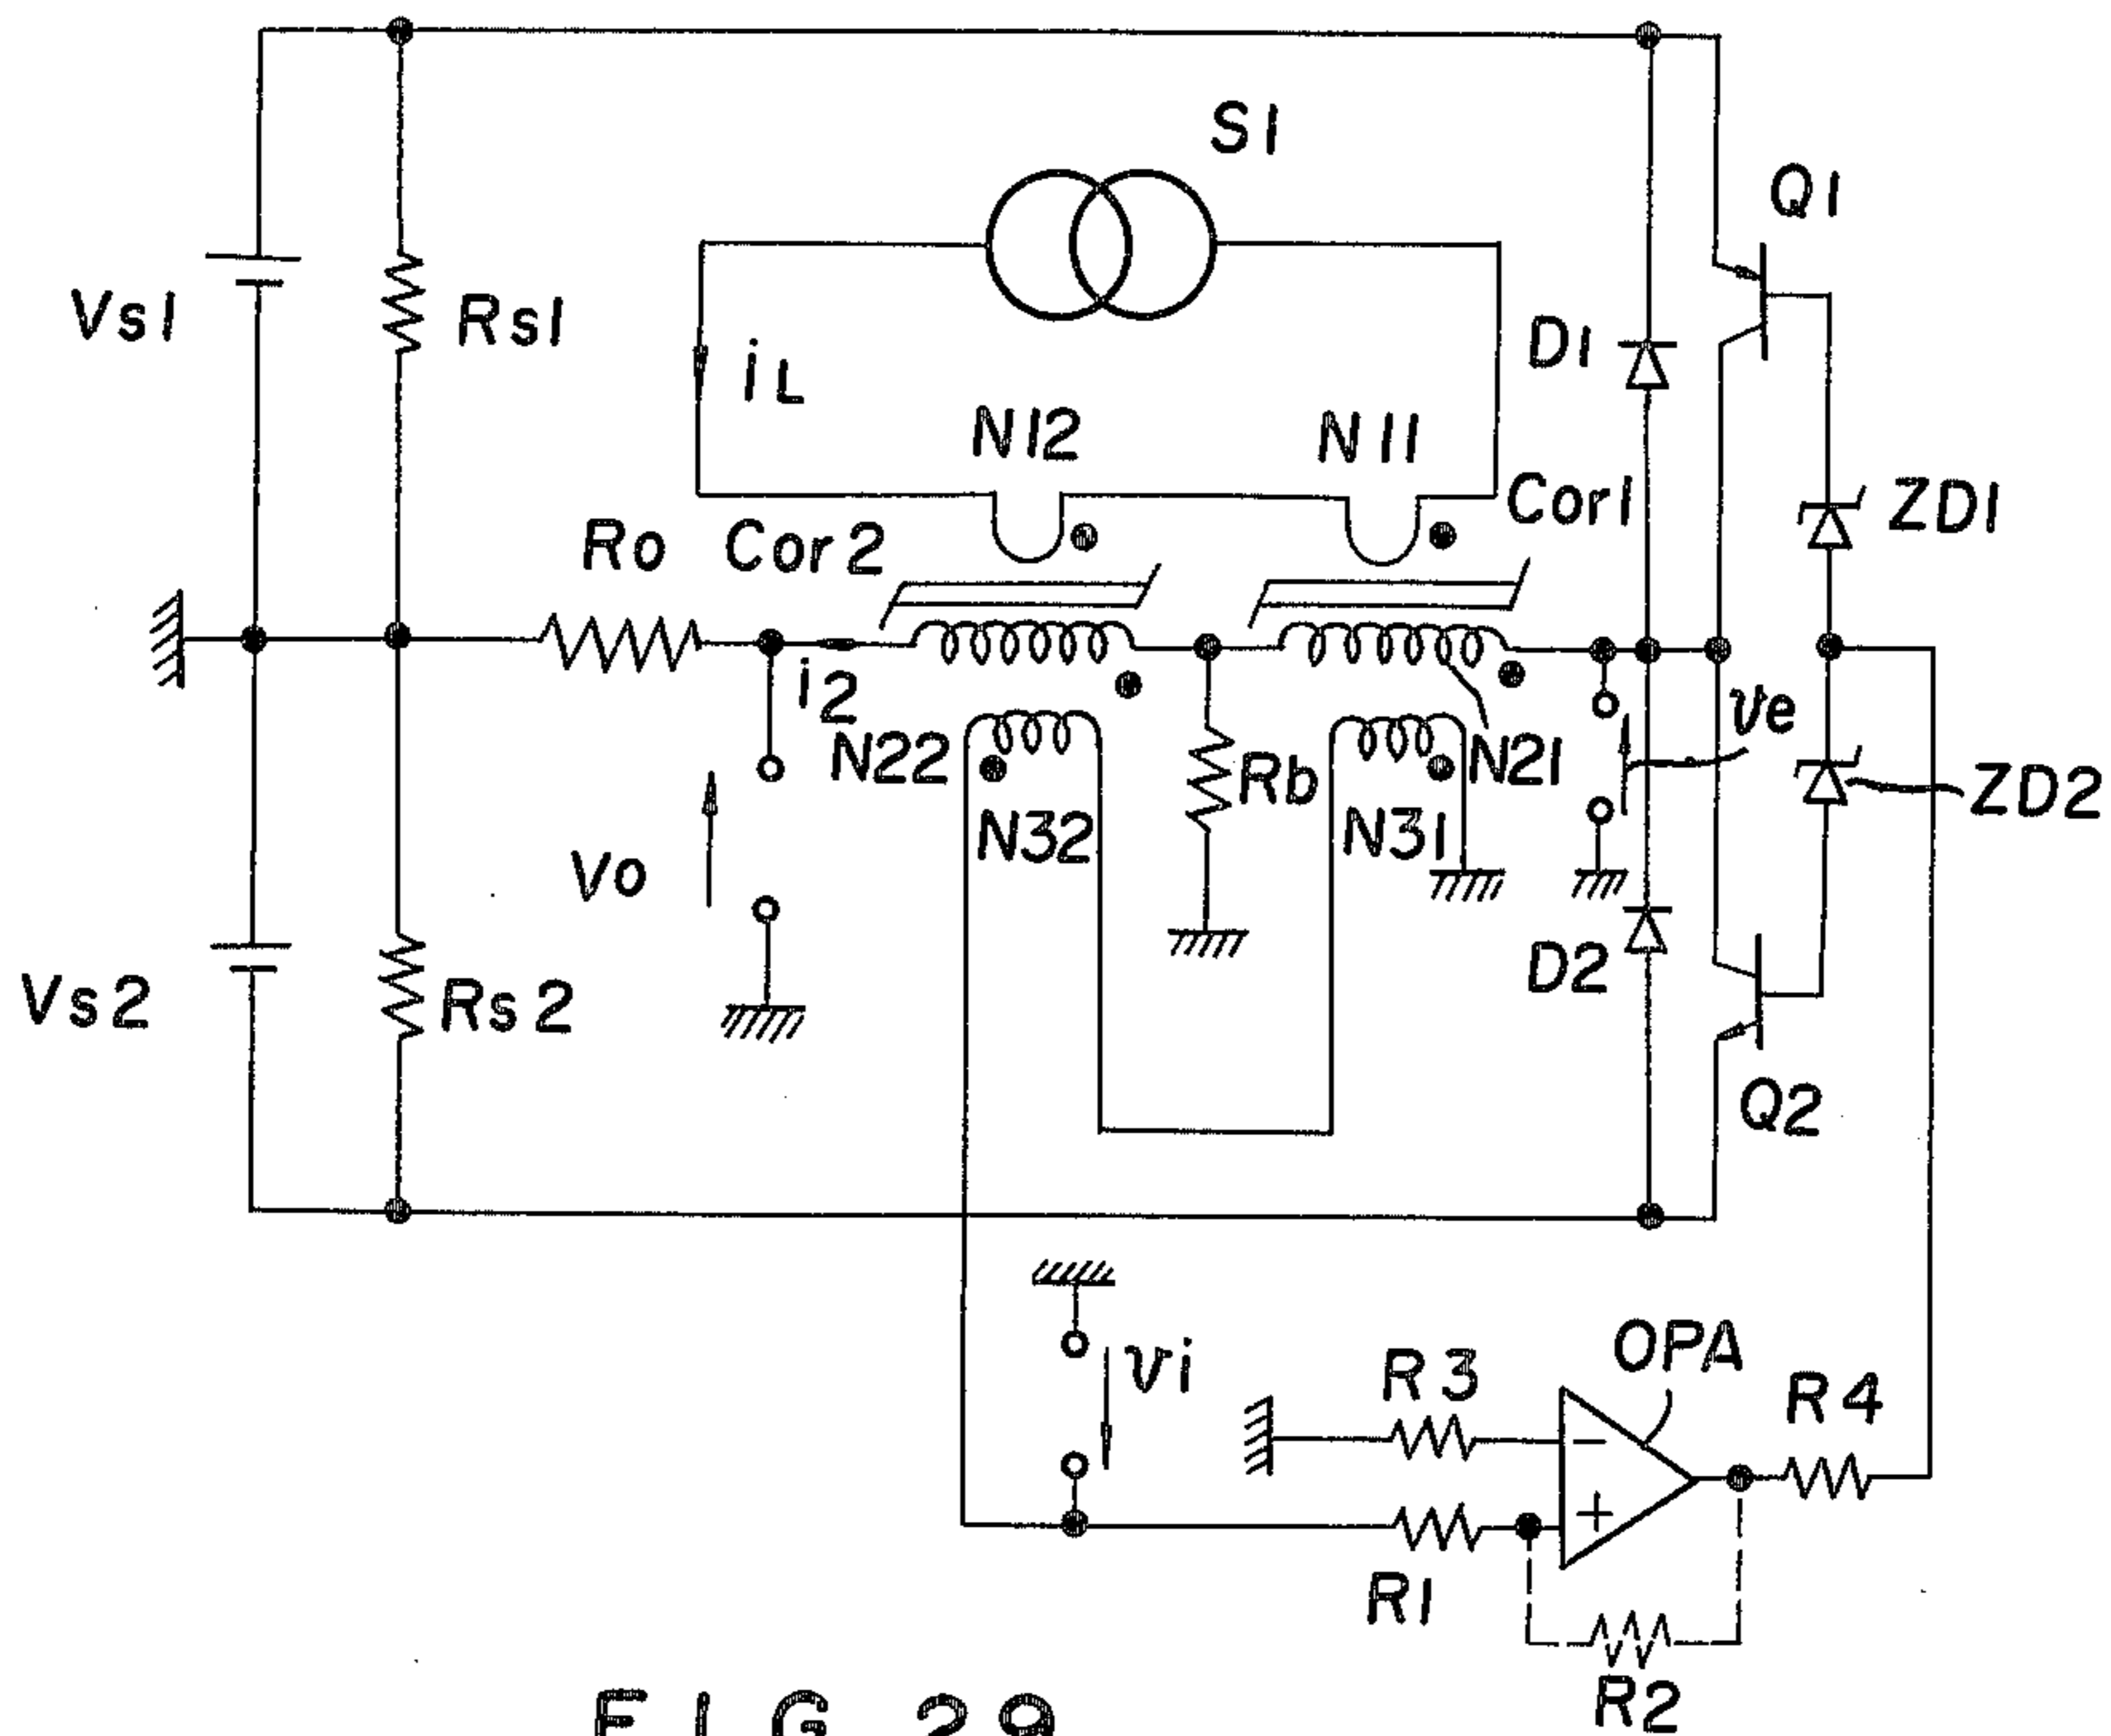 S1
Q1
Vs1
Rs1
iL
D1
N12
N11
Cor1
ZD1
Ro
Cor2
i2
N22
N21
ve
Rb
ZD2
N32
N31
Vo
D2
Vs2
Rs2
Q2
vi
R3
OPA
R4
−
+
R1
R2
FIG 29